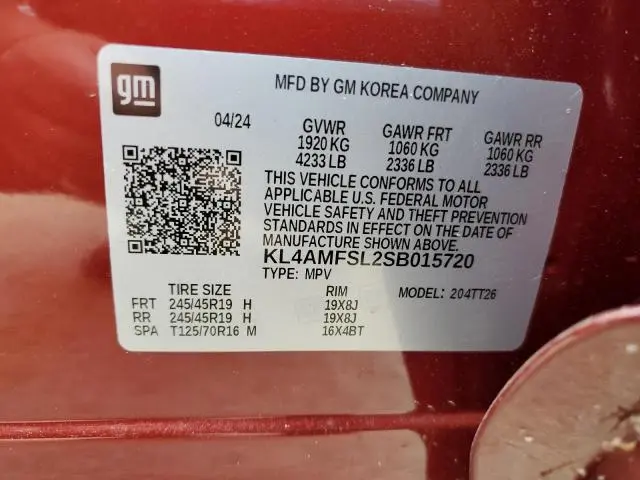 gm
MFD BY GM KOREA COMPANY
04/24 GVWR GAWR FRT GAWR RR
1920 KG 1060 KG 1060 KG
4233 LB 2336 LB 2336 LB
THIS VEHICLE CONFORMS TO ALL
APPLICABLE U.S. FEDERAL MOTOR
VEHICLE SAFETY AND THEFT PREVENTION
STANDARDS IN EFFECT ON THE DATE OF
MANUFACTURE SHOWN ABOVE.
KL4AMFSL2SB015720
TYPE: MPV
TIRE SIZE RIM MODEL: 204TT26
FRT 245/45R19 H 19X8J
RR 245/45R19 H 19X8J
SPA T125/70R16 M 16X4BT